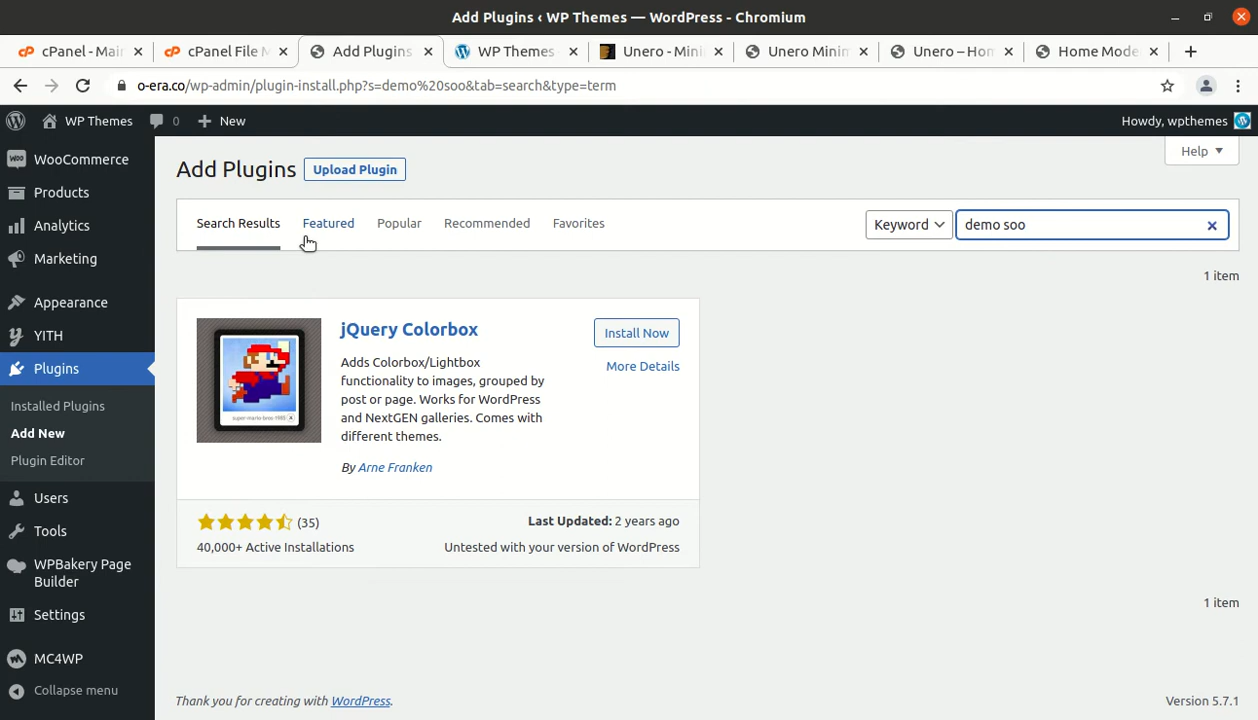 Add Plugins ‹ WP Themes — WordPress - Chromium
cPanel - Mai
cPanel File M
Add Plugins
WP Themes
Unero - Mini
Unero Minim
Unero – Hom
Home Mode
o-era.co/wp-admin/plugin-install.php?s=demo%20soo&tab=search&type=term
WP Themes
0
New
Howdy, wpthemes
WooCommerce
Products
Analytics
Marketing
Appearance
YITH
Plugins
Installed Plugins
Add New
Plugin Editor
Users
Tools
WPBakery Page
Builder
Settings
MC4WP
Collapse menu
Help
Add Plugins
Upload Plugin
Search Results
Featured
Popular
Recommended
Favorites
Keyword
demo soo
1 item
jQuery Colorbox
Install Now
More Details
Adds Colorbox/Lightbox
functionality to images, grouped by
post or page. Works for WordPress
and NextGEN galleries. Comes with
different themes.
By Arne Franken
super-mario-bros-1985
(35)
40,000+ Active Installations
Last Updated: 2 years ago
Untested with your version of WordPress
1 item
Thank you for creating with WordPress.
Version 5.7.1